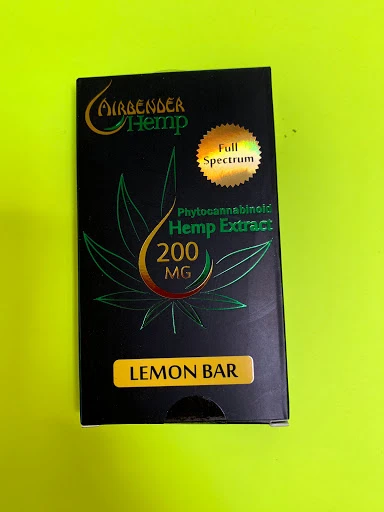 AIRBENDER
Hemp
Full
Spectrum
Phytocannabinoid
Hemp Extract
200
MG
LEMON BAR